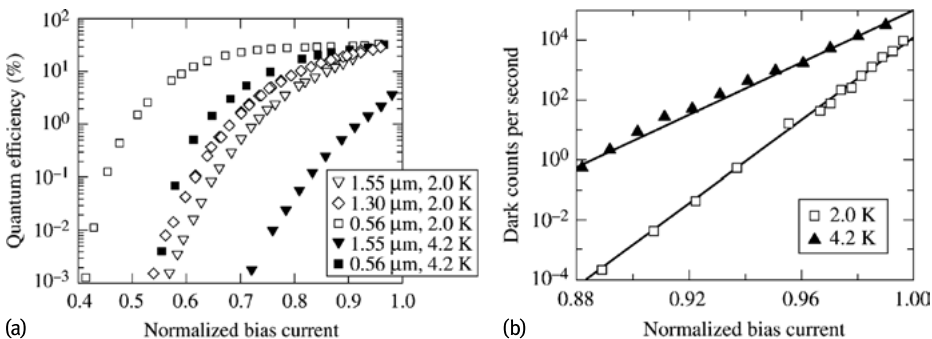 (a)
Quantum efficiency (%)
10²
10¹
10⁰
10⁻¹
10⁻²
10⁻³
0.4 0.5 0.6 0.7 0.8 0.9 1.0
Normalized bias current
1.55 μm, 2.0 K
1.30 μm, 2.0 K
0.56 μm, 2.0 K
1.55 μm, 4.2 K
0.56 μm, 4.2 K
(b)
Dark counts per second
10⁴
10²
10⁰
10⁻²
10⁻⁴
0.88 0.92 0.96 1.00
Normalized bias current
2.0 K
4.2 K